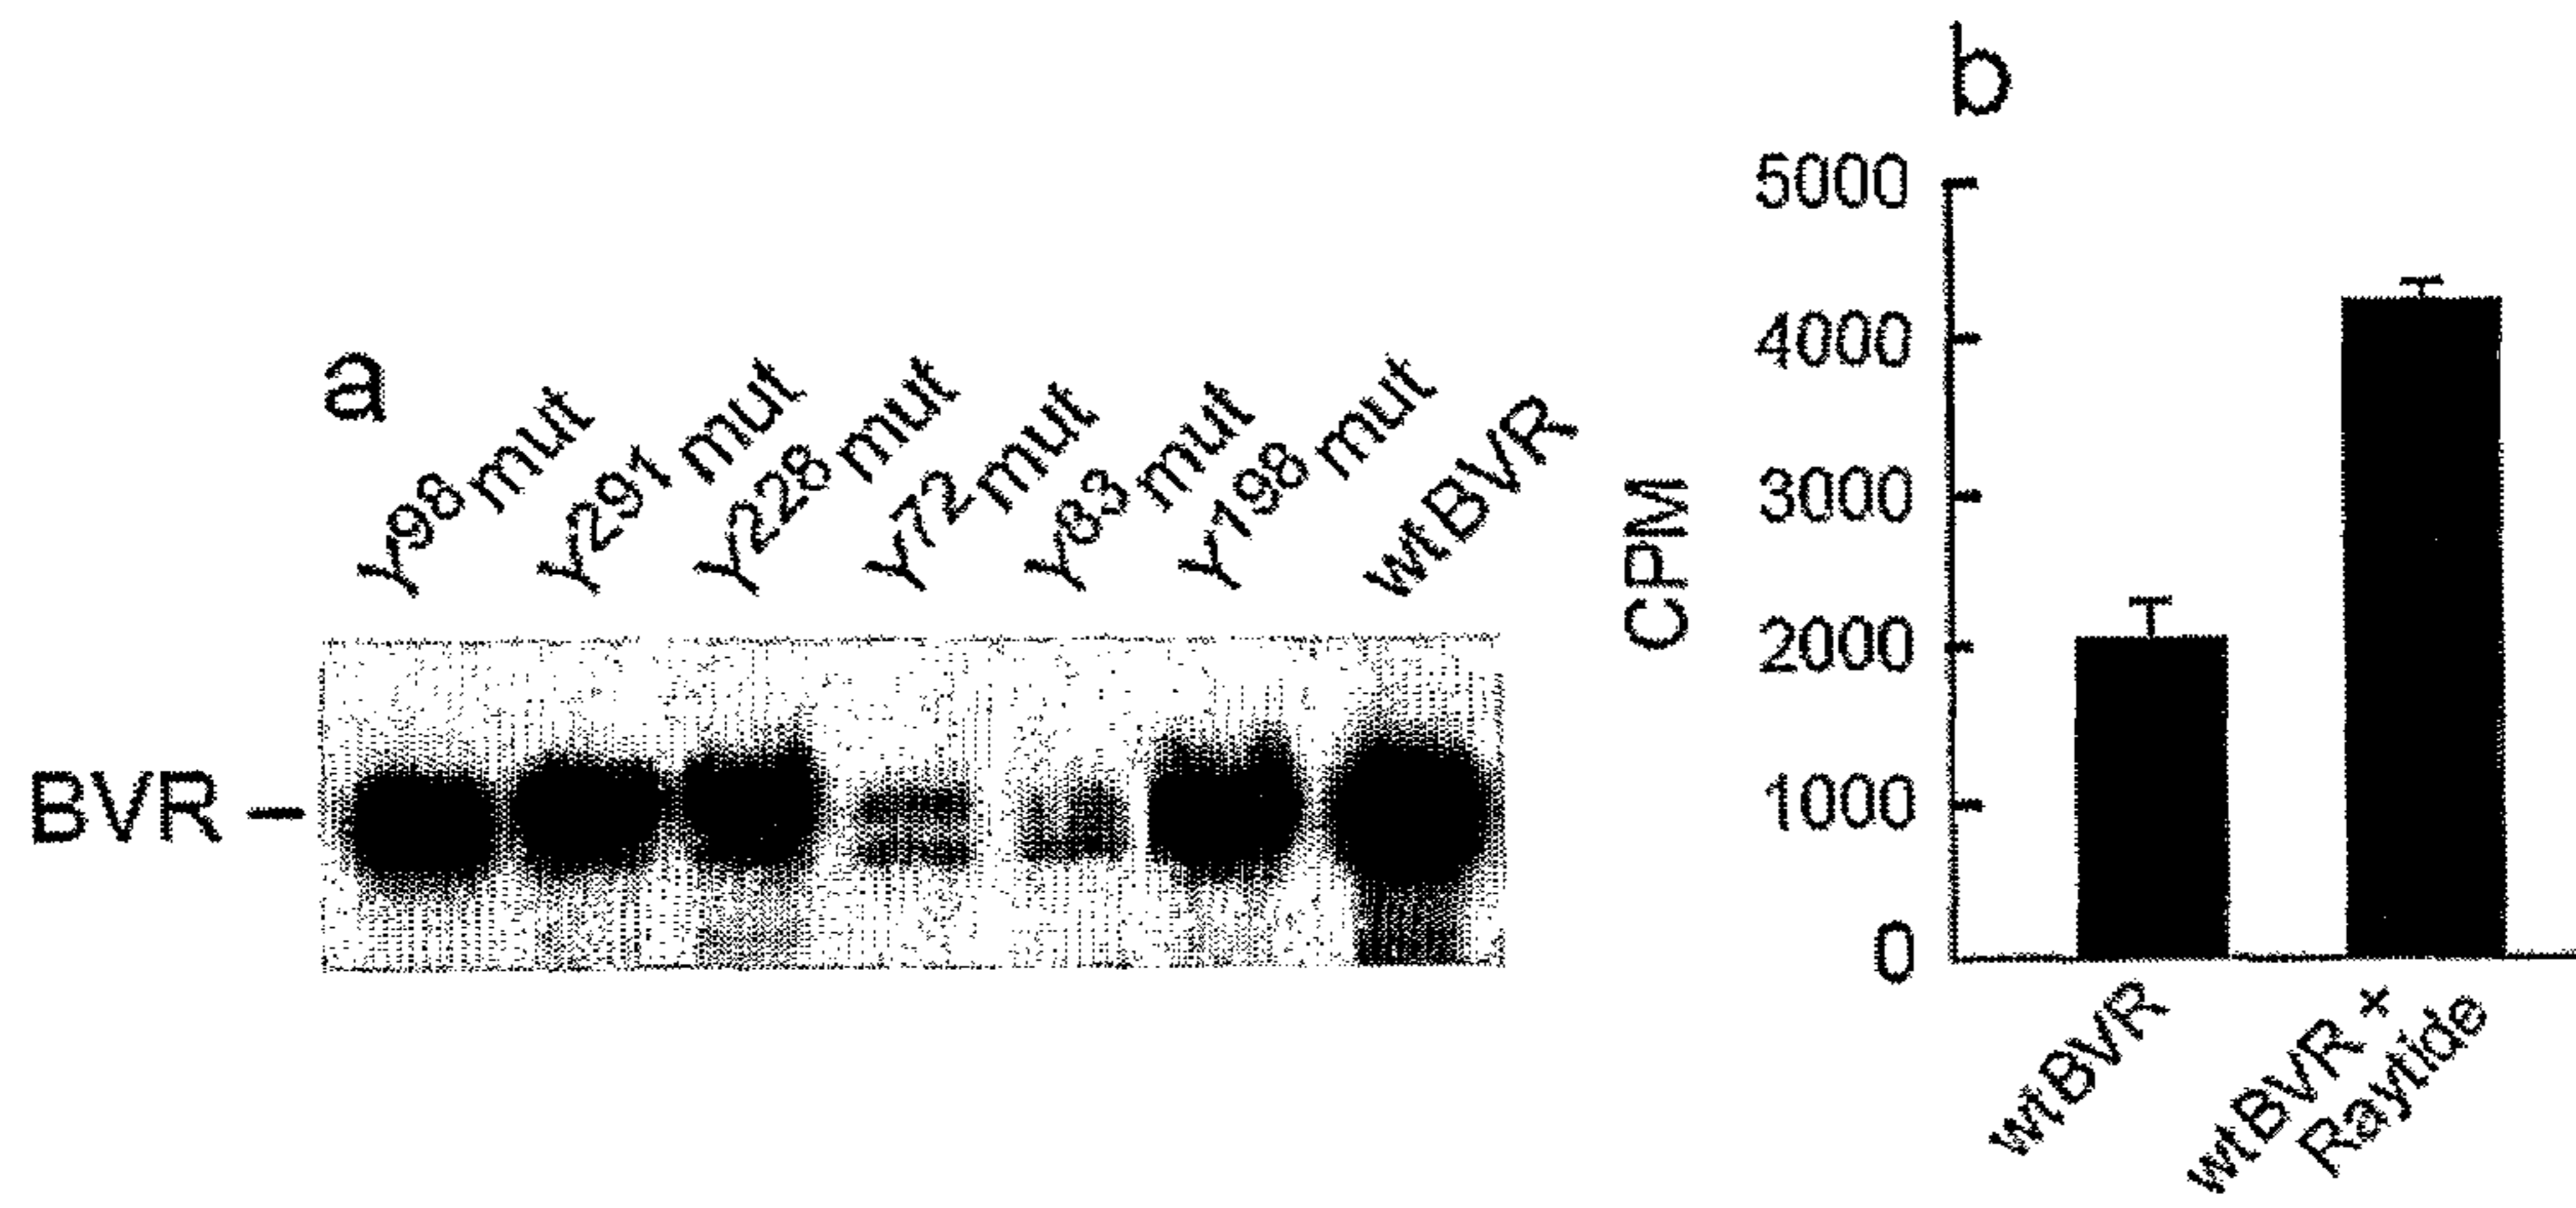 a
Y98 mut
Y291 mut
Y228 mut
Y72 mut
Y83 mut
Y198 mut
wtBVR
BVR –
b
CPM
5000
4000
3000
2000
1000
0
wtBVR
wtBVR +
Raytide